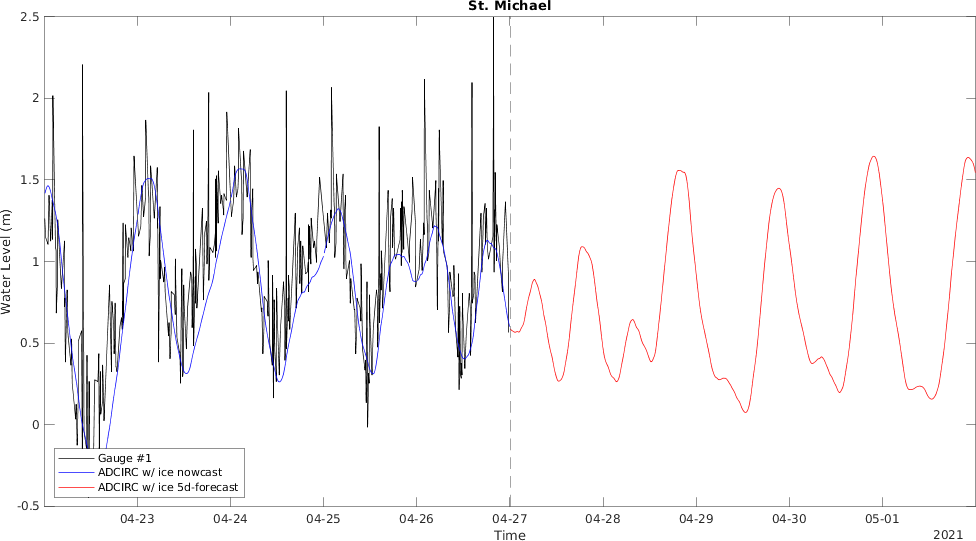 St. Michael
2.5
2
1.5
1
0.5
0
-0.5
Water Level (m)
Gauge #1
ADCIRC w/ ice nowcast
ADCIRC w/ ice 5d-forecast
04-23 04-24 04-25 04-26 04-27 04-28 04-29 04-30 05-01
Time
2021